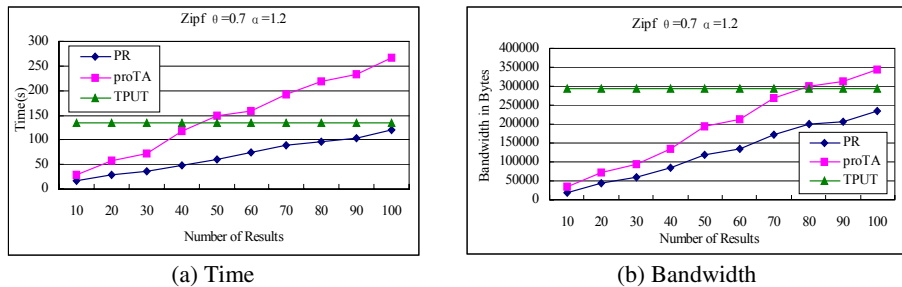 Zipf θ=0.7 α=1.2
300
250
200
150
100
50
0
Time(s)
PR
proTA
TPUT
10 20 30 40 50 60 70 80 90 100
Number of Results
(a) Time
Zipf θ=0.7 α=1.2
400000
350000
300000
250000
200000
150000
100000
50000
0
Bandwidth in Bytes
PR
proTA
TPUT
10 20 30 40 50 60 70 80 90 100
Number of Results
(b) Bandwidth